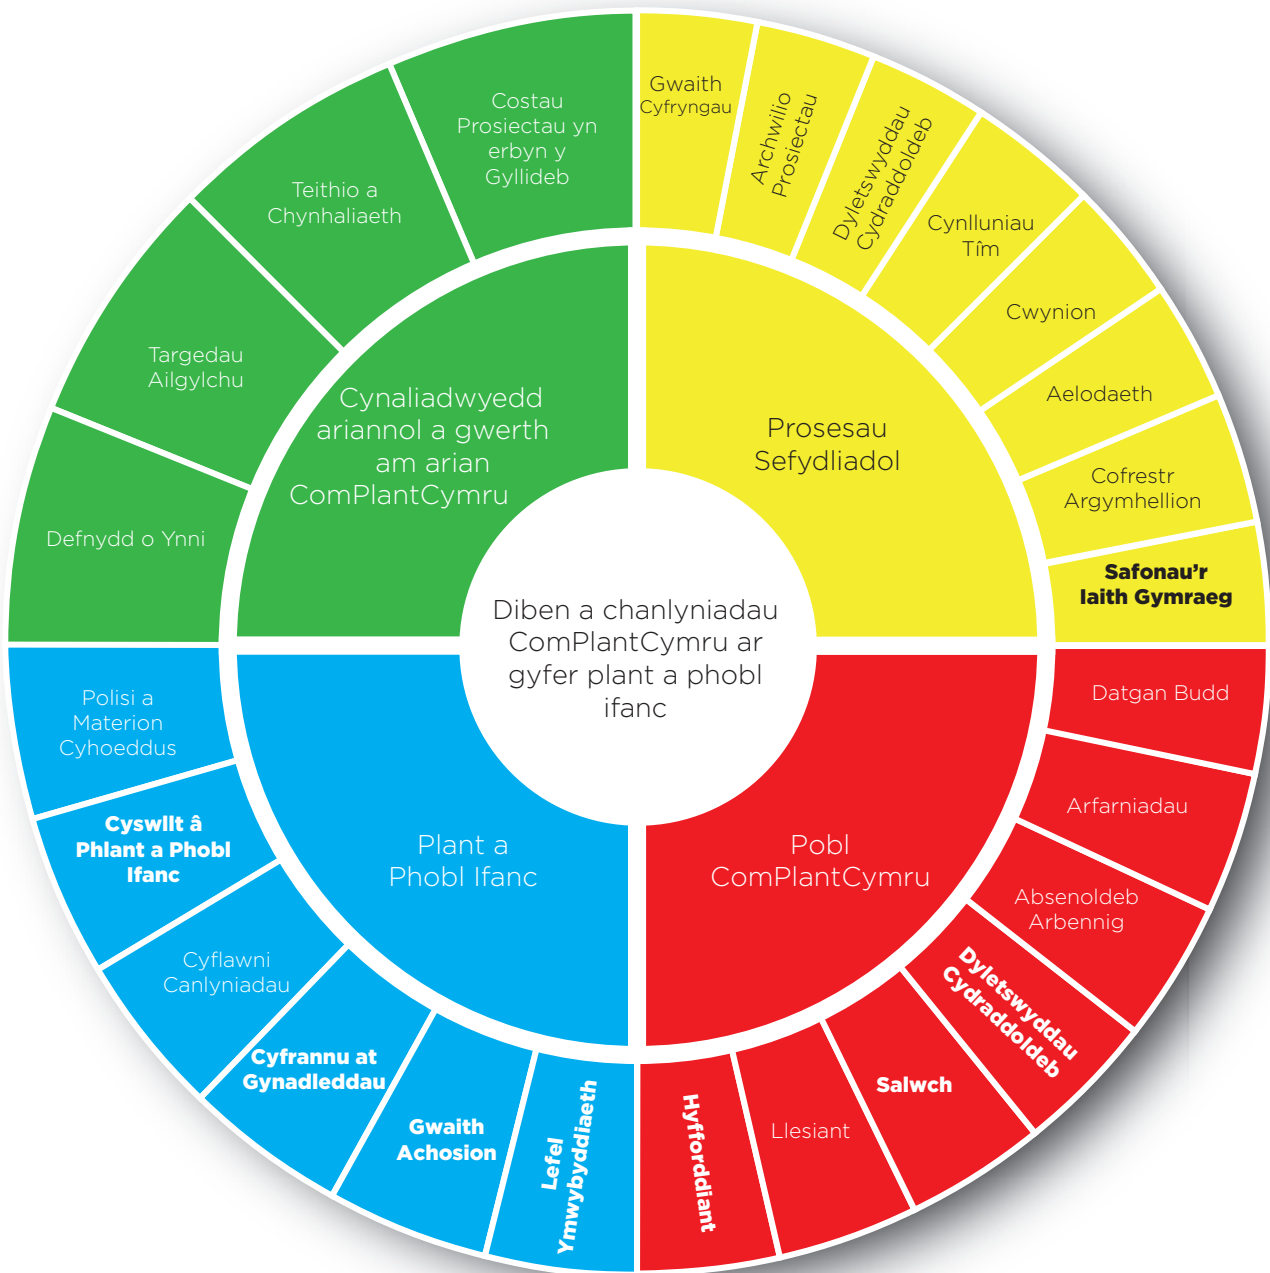 Costau
Prosiectau yn
erbyn y
Gyllideb
Teithio a
Chynhaliaeth
Targedau
Ailgylchu
Defnydd o Ynni
Cynaliadwyedd
ariannol a gwerth
am arian
ComPlantCymru
Gwaith
Cyfryngau
Archwilio
Prosiectau
Dyletswyddau
Cydraddoldeb
Cynlluniau
Tîm
Cwynion
Aelodaeth
Cofrestr
Argymhellion
Safonau'r
Iaith Gymraeg
Prosesau
Sefydliadol
Diben a chanlyniadau
ComPlantCymru ar
gyfer plant a phobl
ifanc
Polisi a
Materion
Cyhoeddus
Cyswllt â
Phlant a Phobl
Ifanc
Cyflawni
Canlyniadau
Cyfrannu at
Gynadleddau
Gwaith
Achosion
Lefel
Ymwybyddiaeth
Plant a
Phobl Ifanc
Pobl
ComPlantCymru
Datgan Budd
Arfarniadau
Absenoldeb
Arbennig
Dyletswyddau
Cydraddoldeb
Salwch
Llesiant
Hyfforddiant